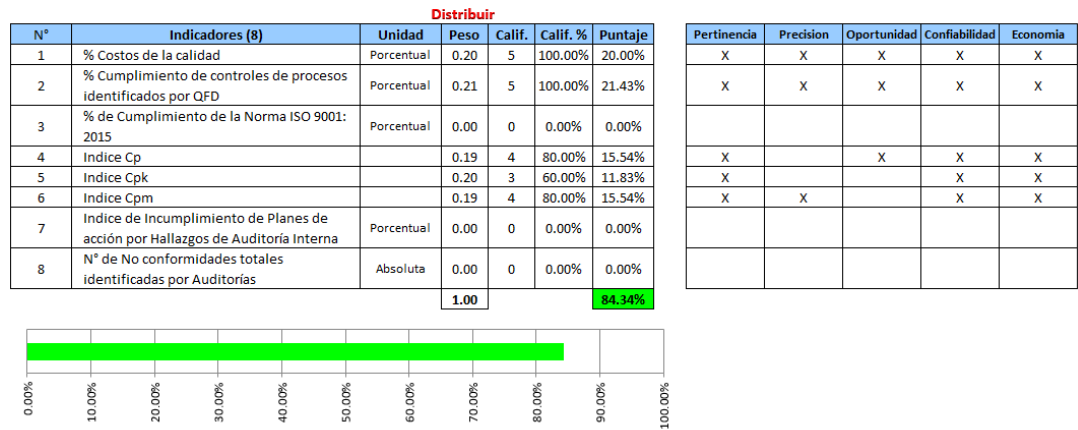 Distribuir
N° Indicadores (8) Unidad Peso Calif. Calif. % Puntaje Pertinencia Precision Oportunidad Confiabilidad Economia
1 % Costos de la calidad Porcentual 0.20 5 100.00% 20.00% X X X X X
2 % Cumplimiento de controles de procesos
identificados por QFD Porcentual 0.21 5 100.00% 21.43% X X X X X
3 % de Cumplimiento de la Norma ISO 9001:
2015 Porcentual 0.00 0 0.00% 0.00%
4 Indice Cp 0.19 4 80.00% 15.54% X X X X
5 Indice Cpk 0.20 3 60.00% 11.83% X X X
6 Indice Cpm 0.19 4 80.00% 15.54% X X X X
7 Indice de Incumplimiento de Planes de
acción por Hallazgos de Auditoría Interna Porcentual 0.00 0 0.00% 0.00%
8 N° de No conformidades totales
identificadas por Auditorías Absoluta 0.00 0 0.00% 0.00%
1.00 84.34%
0.00% 10.00% 20.00% 30.00% 40.00% 50.00% 60.00% 70.00% 80.00% 90.00% 100.00%